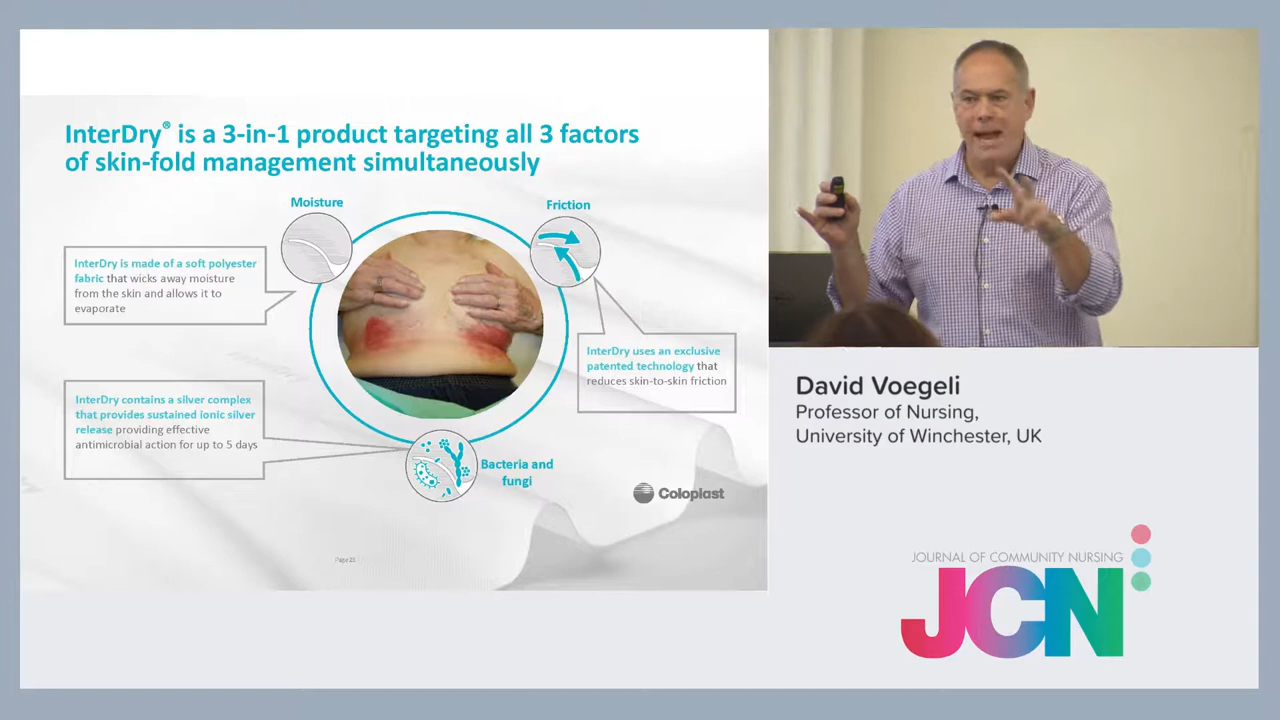 InterDry® is a 3-in-1 product targeting all 3 factors
of skin-fold management simultaneously
Moisture
Friction
InterDry is made of a soft polyester
fabric that wicks away moisture
from the skin and allows it to
evaporate
InterDry uses an exclusive
patented technology that
reduces skin-to-skin friction
InterDry contains a silver complex
that provides sustained ionic silver
release providing effective
antimicrobial action for up to 5 days
Bacteria and
fungi
Coloplast
David Voegeli
Professor of Nursing,
University of Winchester, UK
JOURNAL OF COMMUNITY NURSING
JCN